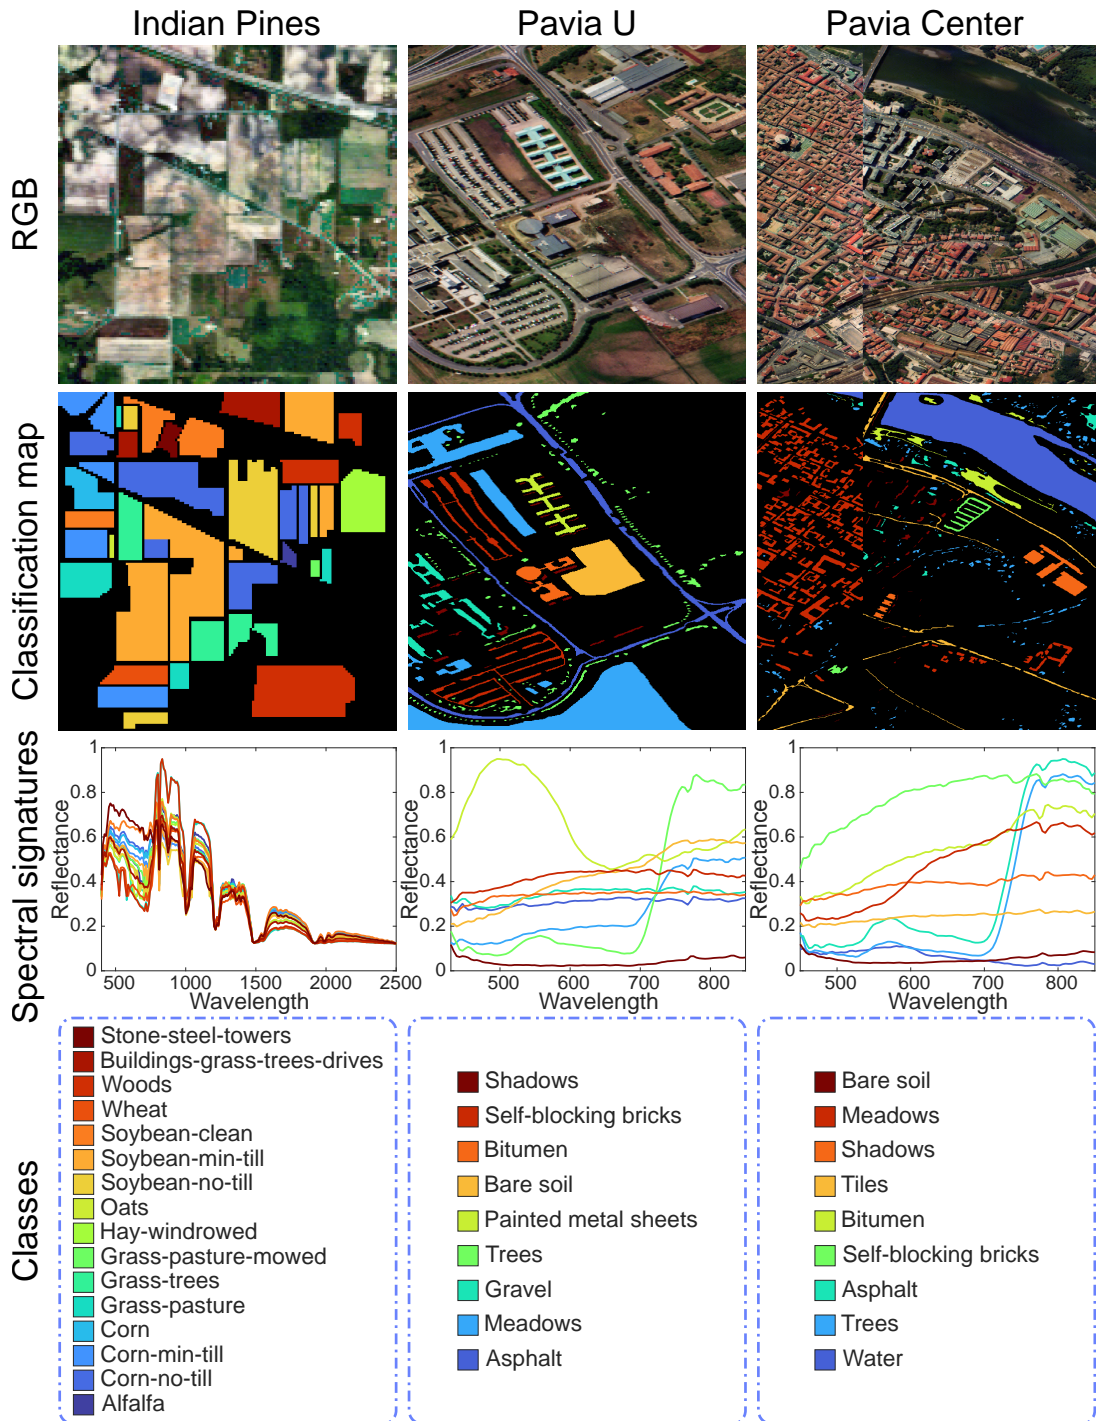 Indian Pines
Pavia U
Pavia Center
RGB
Classification map
Spectral signatures
Reflectance
1
0.8
0.6
0.4
0.2
0
500
1000
1500
2000
2500
Wavelength
Reflectance
1
0.8
0.6
0.4
0.2
0
500
600
700
800
Wavelength
Reflectance
1
0.8
0.6
0.4
0.2
0
500
600
700
800
Wavelength
Classes
Stone-steel-towers
Buildings-grass-trees-drives
Woods
Wheat
Soybean-clean
Soybean-min-till
Soybean-no-till
Oats
Hay-windrowed
Grass-pasture-mowed
Grass-trees
Grass-pasture
Corn
Corn-min-till
Corn-no-till
Alfalfa
Shadows
Self-blocking bricks
Bitumen
Bare soil
Painted metal sheets
Trees
Gravel
Meadows
Asphalt
Bare soil
Meadows
Shadows
Tiles
Bitumen
Self-blocking bricks
Asphalt
Trees
Water